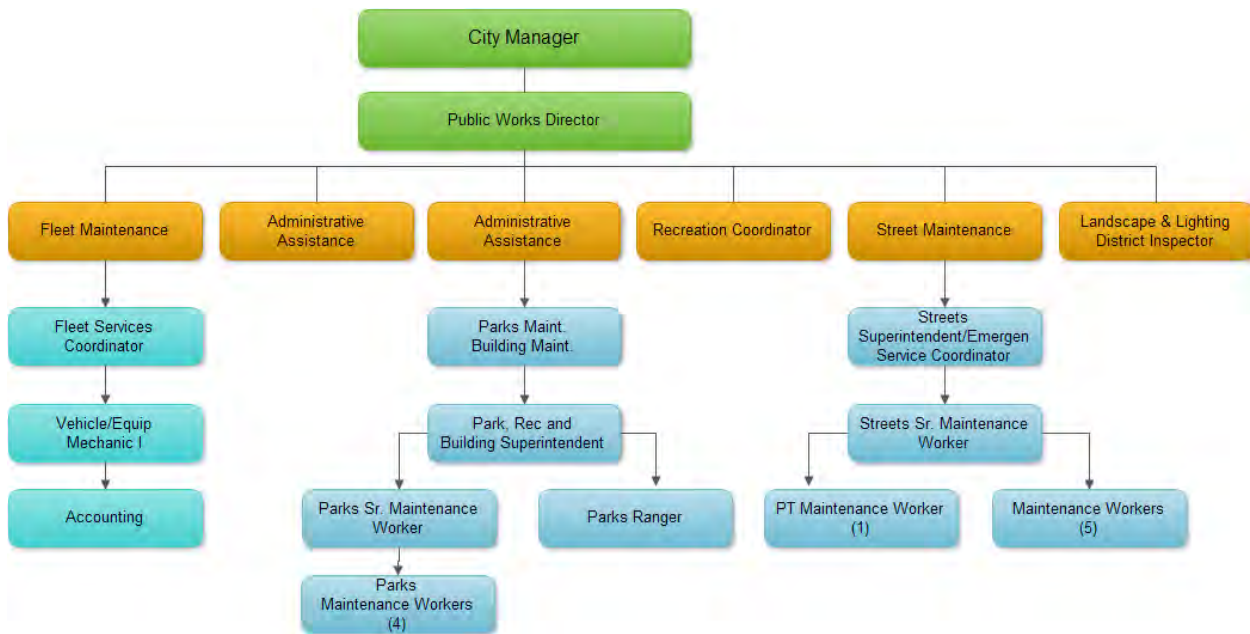 City Manager
Public Works Director
Fleet Maintenance
Administrative
Assistance
Administrative
Assistance
Recreation Coordinator
Street Maintenance
Landscape & Lighting
District Inspector
Fleet Services
Coordinator
Parks Maint.
Building Maint.
Streets
Superintendent/Emergen
Service Coordinator
Vehicle/Equip
Mechanic I
Park, Rec and
Building Superintendent
Streets Sr. Maintenance
Worker
Accounting
Parks Sr. Maintenance
Worker
Parks Ranger
PT Maintenance Worker
(1)
Maintenance Workers
(5)
Parks
Maintenance Workers
(4)